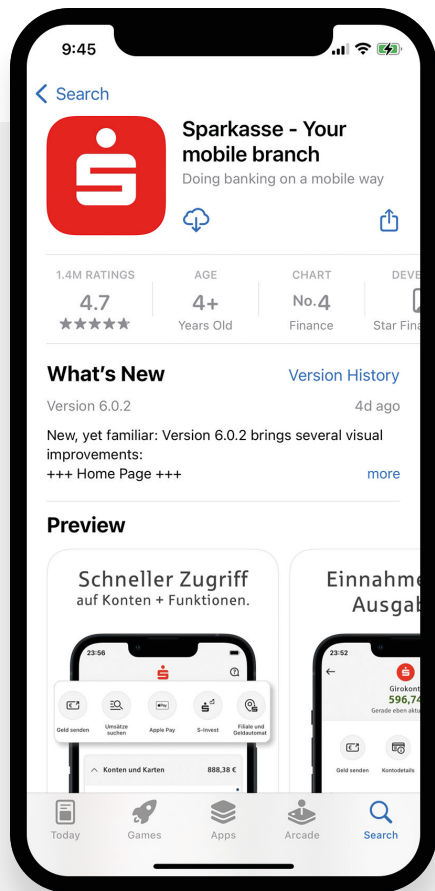 9:45
Search
Sparkasse - Your
mobile branch
Doing banking on a mobile way
1.4M RATINGS
4.7
AGE
4+
Years Old
CHART
No.4
Finance
DEVE
Star Fina
What's New
Version History
Version 6.0.2
4d ago
New, yet familiar: Version 6.0.2 brings several visual
improvements:
+++ Home Page +++
more
Preview
Schneller Zugriff
auf Konten + Funktionen.
23:56
Geld senden
Umsätze
suchen
Apple Pay
S-Invest
Filiale und
Geldautomat
Konten und Karten
888,38 €
Einnahme
Ausgab
23:52
Girokont
596,74
Gerade eben aktu
Geld senden
Kontodetails
Today
Games
Apps
Arcade
Search